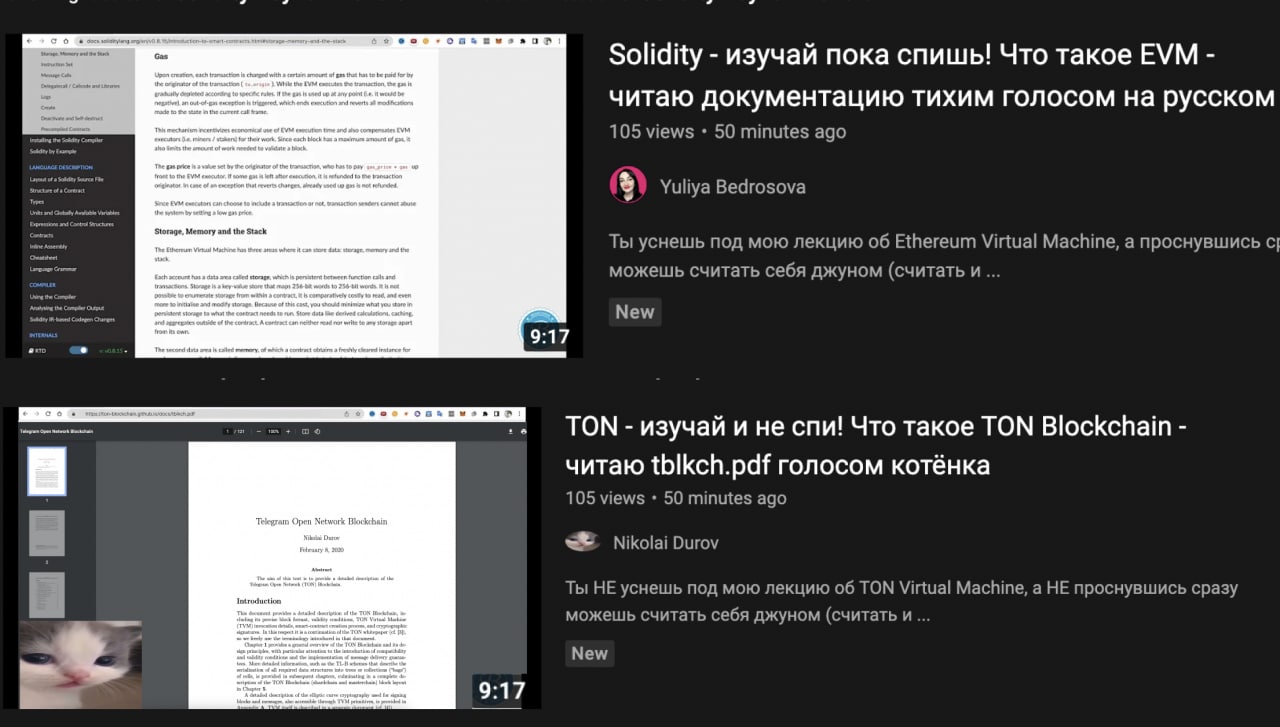 docs.soliditylang.org/en/v0.8.15/introduction-to-smart-contracts.html#storage-memory-and-the-stack
Storage, Memory and the Stack
Instruction Set
Message Calls
Delegatecall / Callcode and Libraries
Logs
Create
Deactivate and Self-destruct
Precompiled Contracts
Installing the Solidity Compiler
Solidity by Example
LANGUAGE DESCRIPTION
Layout of a Solidity Source File
Structure of a Contract
Types
Units and Globally Available Variables
Expressions and Control Structures
Contracts
Inline Assembly
Cheatsheet
Language Grammar
COMPILER
Using the Compiler
Analysing the Compiler Output
Solidity IR-based Codegen Changes
INTERNALS
RTD
v0.8.15
Gas
Upon creation, each transaction is charged with a certain amount of gas that has to be paid for by
the originator of the transaction ( tx.origin ). While the EVM executes the transaction, the gas is
gradually depleted according to specific rules. If the gas is used up at any point (i.e. it would be
negative), an out-of-gas exception is triggered, which ends execution and reverts all modifications
made to the state in the current call frame.
This mechanism incentivizes economical use of EVM execution time and also compensates EVM
executors (i.e. miners / stakers) for their work. Since each block has a maximum amount of gas, it
also limits the amount of work needed to validate a block.
The gas price is a value set by the originator of the transaction, who has to pay gas_price * gas up
front to the EVM executor. If some gas is left after execution, it is refunded to the transaction
originator. In case of an exception that reverts changes, already used up gas is not refunded.
Since EVM executors can choose to include a transaction or not, transaction senders cannot abuse
the system by setting a low gas price.
Storage, Memory and the Stack
The Ethereum Virtual Machine has three areas where it can store data: storage, memory and the
stack.
Each account has a data area called storage, which is persistent between function calls and
transactions. Storage is a key-value store that maps 256-bit words to 256-bit words. It is not
possible to enumerate storage from within a contract, it is comparatively costly to read, and even
more to initialise and modify storage. Because of this cost, you should minimize what you store in
persistent storage to what the contract needs to run. Store data like derived calculations, caching,
and aggregates outside of the contract. A contract can neither read nor write to any storage apart
from its own.
The second data area is called memory, of which a contract obtains a freshly cleared instance for
9:17
Solidity - изучай пока спишь! Что такое EVM -
читаю документацию тихим голосом на русском
105 views • 50 minutes ago
Yuliya Bedrosova
Ты уснешь под мою лекцию об Ethereum Virtual Machine, а проснувшись ср
можешь считать себя джуном (считать и ...
New
https://ton-blockchain.github.io/docs/tblkch.pdf
Telegram Open Network Blockchain
1 / 121
100%
1
2
Telegram Open Network Blockchain
Nikolai Durov
February 8, 2020
Abstract
The aim of this text is to provide a detailed description of the
Telegram Open Network (TON) Blockchain.
Introduction
This document provides a detailed description of the TON Blockchain, in-
cluding its precise block format, validity conditions, TON Virtual Machine
(TVM) invocation details, smart-contract creation process, and cryptographic
signatures. In this respect it is a continuation of the TON whitepaper (cf. [3]),
so we freely use the terminology introduced in that document.
Chapter 1 provides a general overview of the TON Blockchain and its de-
sign principles, with particular attention to the introduction of compatibility
and validity conditions and the implementation of message delivery guaran-
tees. More detailed information, such as the TL-B schemes that describe the
serialization of all required data structures into trees or collections ("bags")
of cells, is provided in subsequent chapters, culminating in a complete de-
scription of the TON Blockchain (shardchain and masterchain) block layout
in Chapter 5.
A detailed description of the elliptic curve cryptography used for signing
blocks and messages, also accessible through TVM primitives, is provided in
9:17
TON - изучай и не спи! Что такое TON Blockchain -
читаю tblkch.pdf голосом котёнка
105 views • 50 minutes ago
Nikolai Durov
Ты НЕ уснешь под мою лекцию об TON Virtual Machine, а НЕ проснувшись сразу
можешь считать себя джуном (считать и ...
New